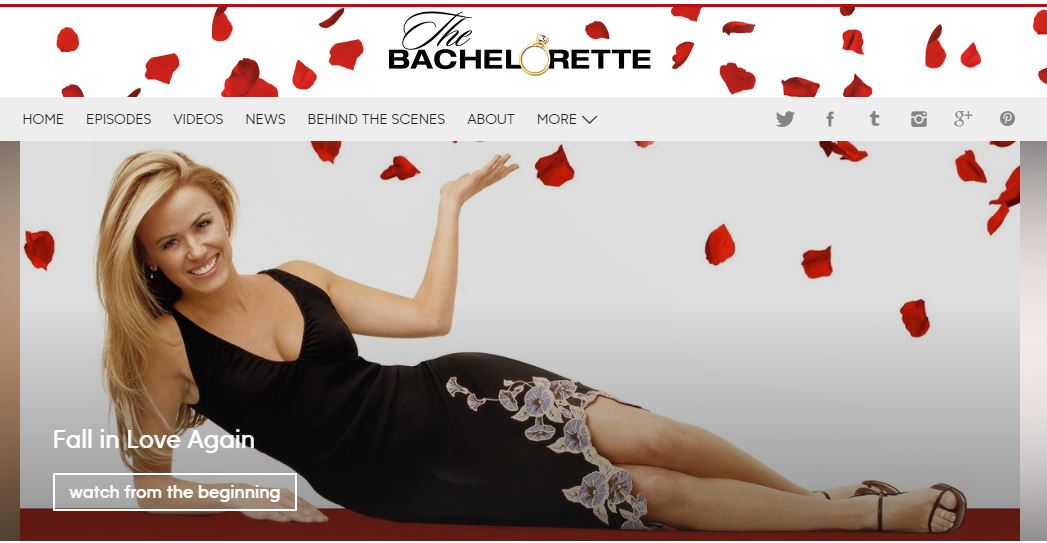 The
BACHELORETTE
HOME EPISODES VIDEOS NEWS BEHIND THE SCENES ABOUT MORE
Fall in Love Again
watch from the beginning